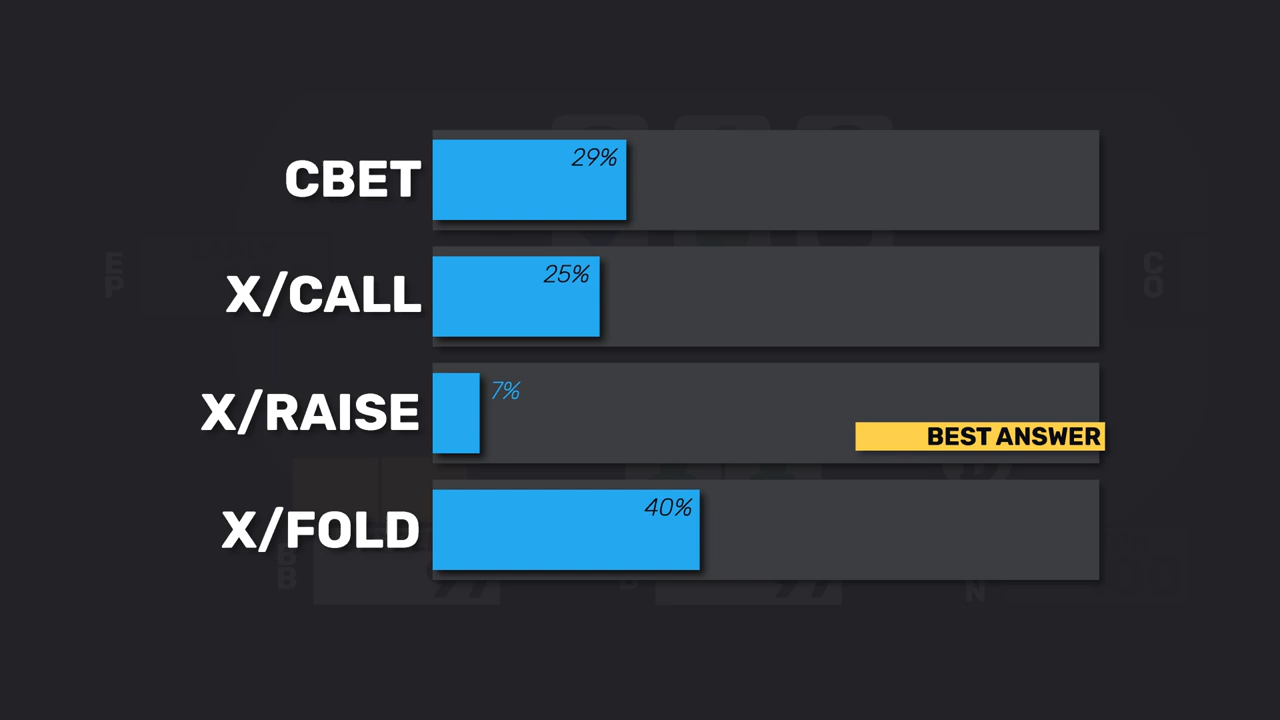 CBET
29%
X/CALL
25%
X/RAISE
7%
BEST ANSWER
X/FOLD
40%